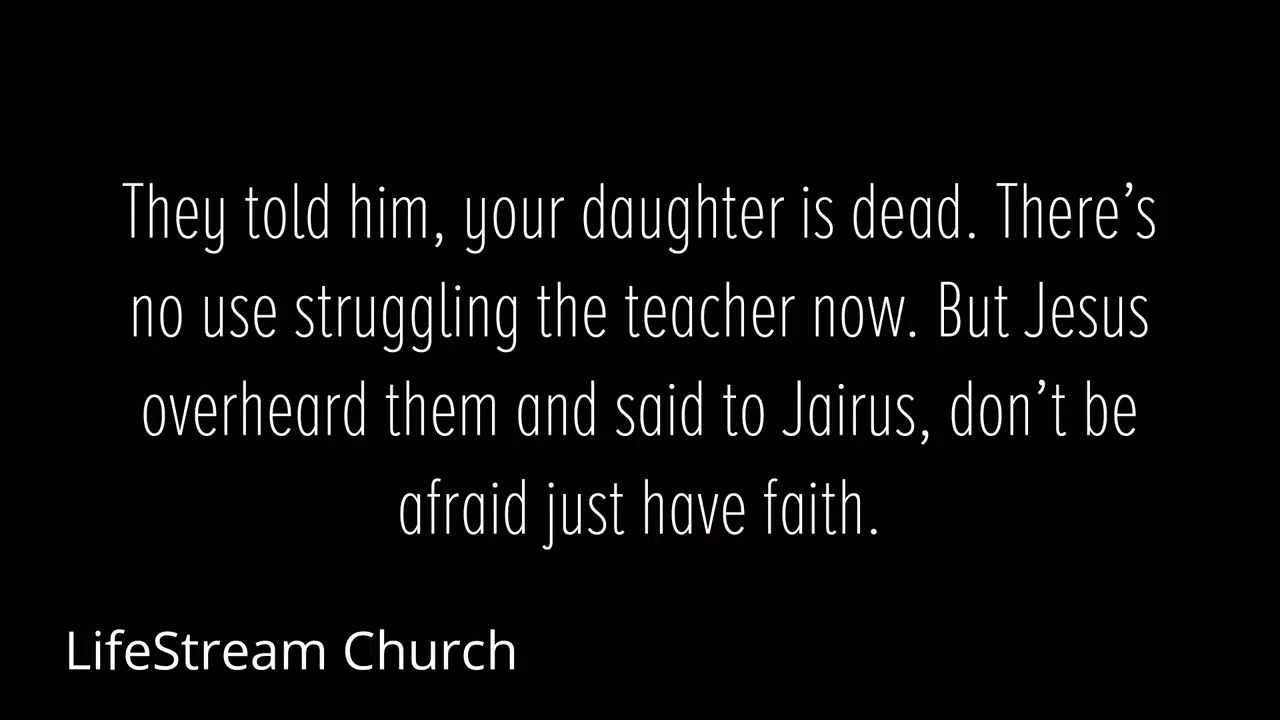 They told him, your daughter is dead. There’s
no use struggling the teacher now. But Jesus
overheard them and said to Jairus, don’t be
afraid just have faith.
LifeStream Church